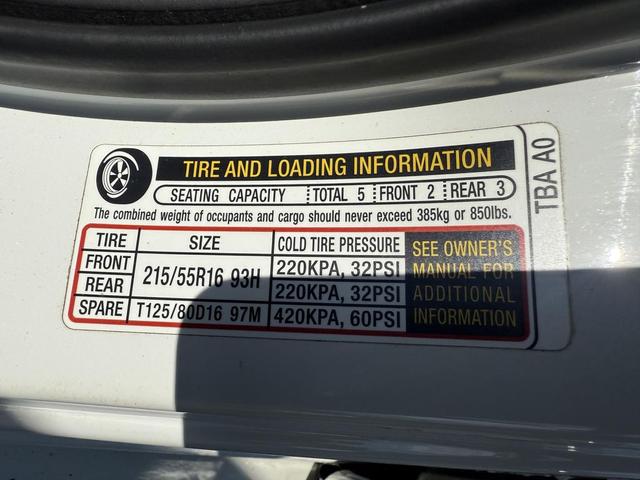 TIRE AND LOADING INFORMATION
SEATING CAPACITY TOTAL 5 FRONT 2 REAR 3
The combined weight of occupants and cargo should never exceed 385kg or 850lbs.
TIRE SIZE COLD TIRE PRESSURE
FRONT 215/55R16 93H 220KPA, 32PSI
REAR 220KPA, 32PSI
SPARE T125/80D16 97M 420KPA, 60PSI
SEE OWNER'S
MANUAL FOR
ADDITIONAL
INFORMATION
TBA A0